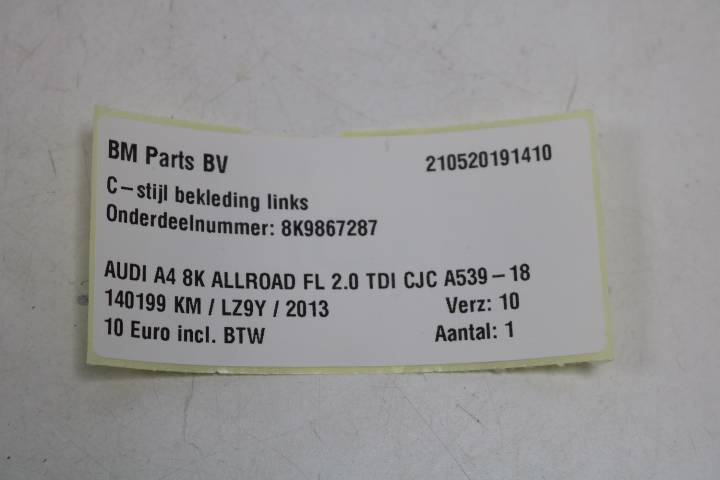 BM Parts BV 210520191410
C-stijl bekleding links
Onderdeelnummer: 8K9867287
AUDI A4 8K ALLROAD FL 2.0 TDI CJC A539-18
140199 KM / LZ9Y / 2013 Verz: 10
10 Euro incl. BTW Aantal: 1